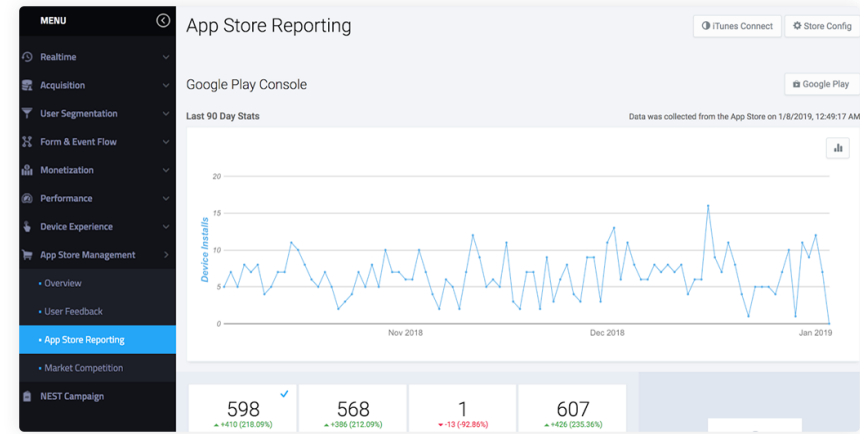 MENU
Realtime
Acquisition
User Segmentation
Form & Event Flow
Monetization
Performance
Device Experience
App Store Management
• Overview
• User Feedback
• App Store Reporting
• Market Competition
NEST Campaign
App Store Reporting
iTunes Connect
Store Config
Google Play Console
Google Play
Last 90 Day Stats
Data was collected from the App Store on 1/8/2019, 12:49:17 AM
Device Installs
20
15
10
5
0
Nov 2018
Dec 2018
Jan 2019
598
+410 (218.09%)
568
+386 (212.09%)
1
-13 (-92.86%)
607
+426 (235.36%)